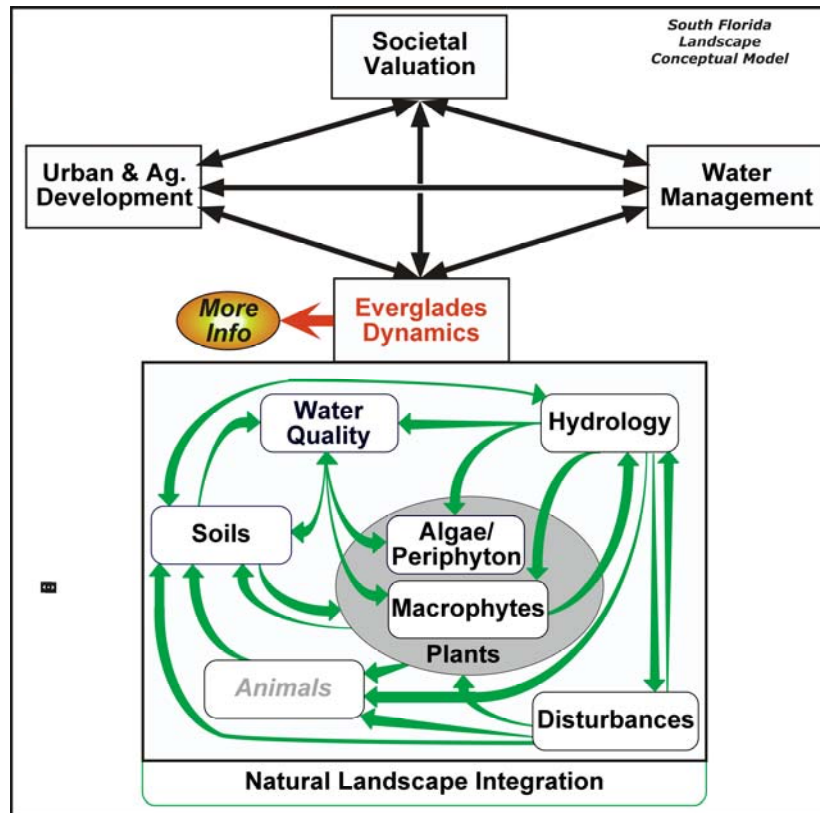 South Florida
Landscape
Conceptual Model
Societal
Valuation
Urban & Ag.
Development
Water
Management
More
Info
Everglades
Dynamics
Water
Quality
Hydrology
Soils
Algae/
Periphyton
Macrophytes
Plants
Animals
Disturbances
Natural Landscape Integration